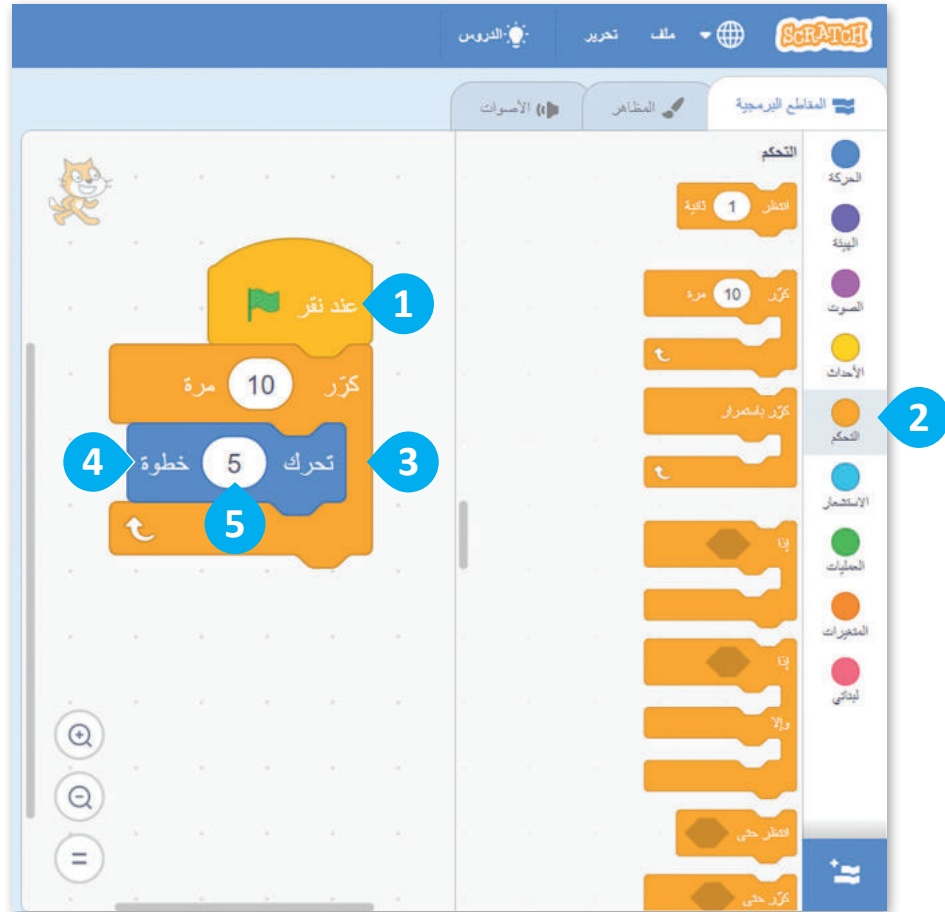 SCRATCH ملف تحرير الدروس
المقاطع البرمجية المظاهر الأصوات
الحركة
الهيئة
الصوت
الأحداث
التحكم
2
الاستشعار
العمليات
المتغيرات
لبناتي
التحكم
انتظر 1 ثانية
كرّر 10 مرة
كرّر باستمرار
إذا
إذا
وإلا
انتظر حتى
كرّر حتى
عند نقر
1
كرّر 10 مرة
3
تحرك 5 خطوة
4
5